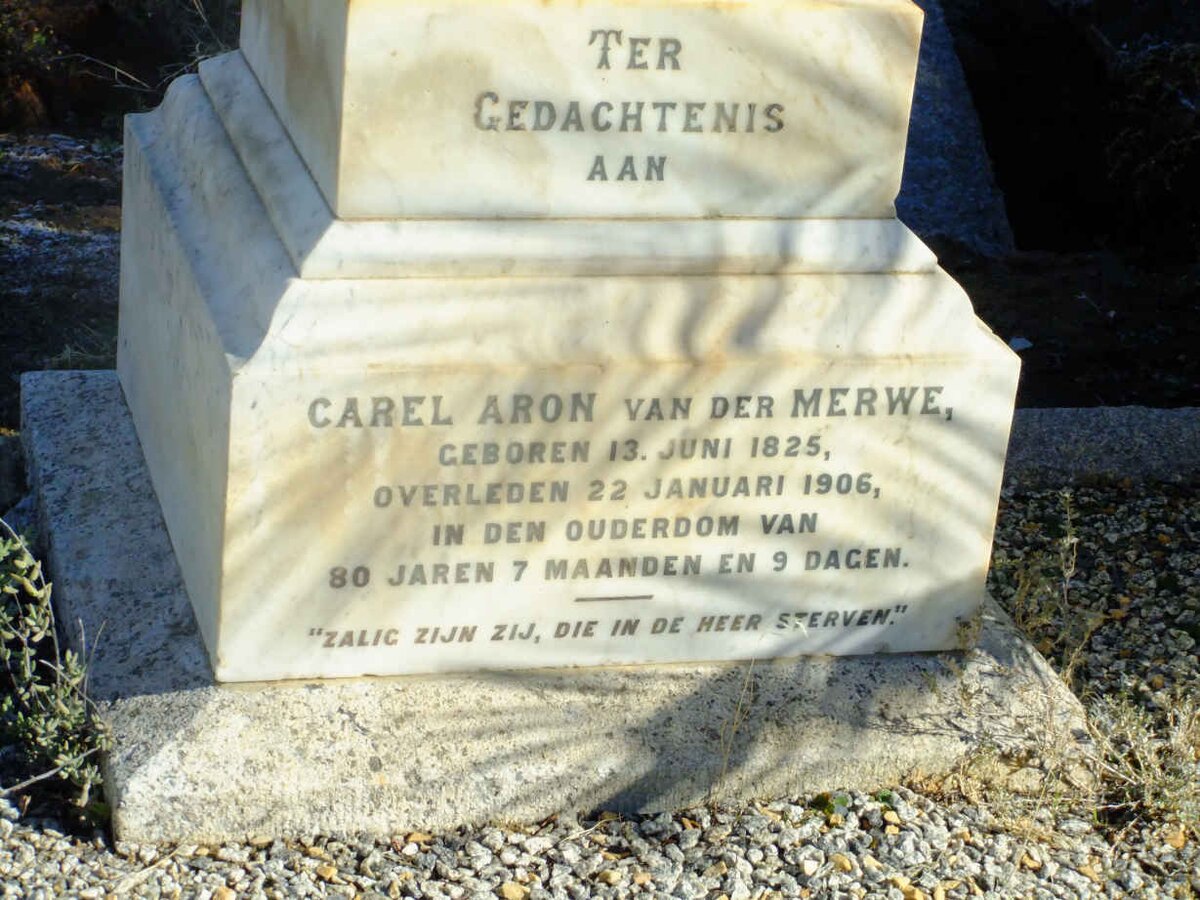 TER
GEDACHTENIS
AAN
CAREL ARON VAN DER MERWE,
GEBOREN 13. JUNI 1825,
OVERLEDEN 22 JANUARI 1906,
IN DEN OUDERDOM VAN
80 JAREN 7 MAANDEN EN 9 DAGEN.
"ZALIG ZIJN ZIJ, DIE IN DE HEER STERVEN."